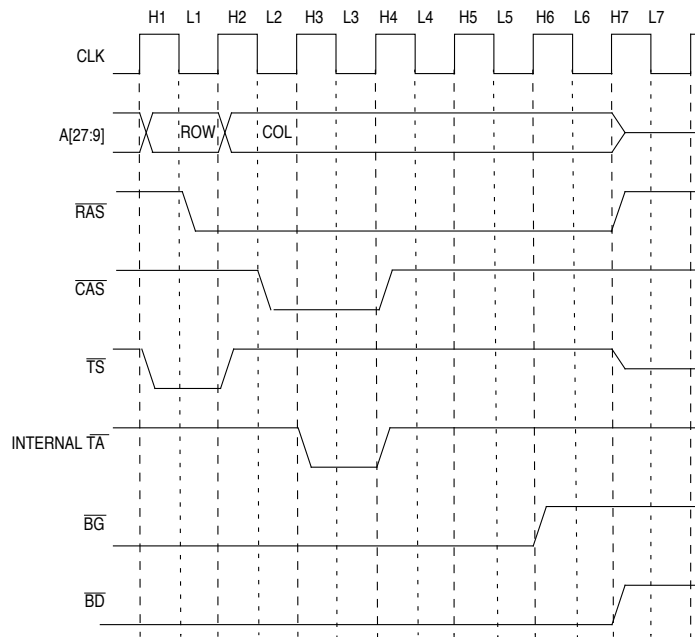 H1 L1 H2 L2 H3 L3 H4 L4 H5 L5 H6 L6 H7 L7
CLK
A[27:9] ROW COL
RAS
CAS
TS
INTERNAL TA
BG
BD